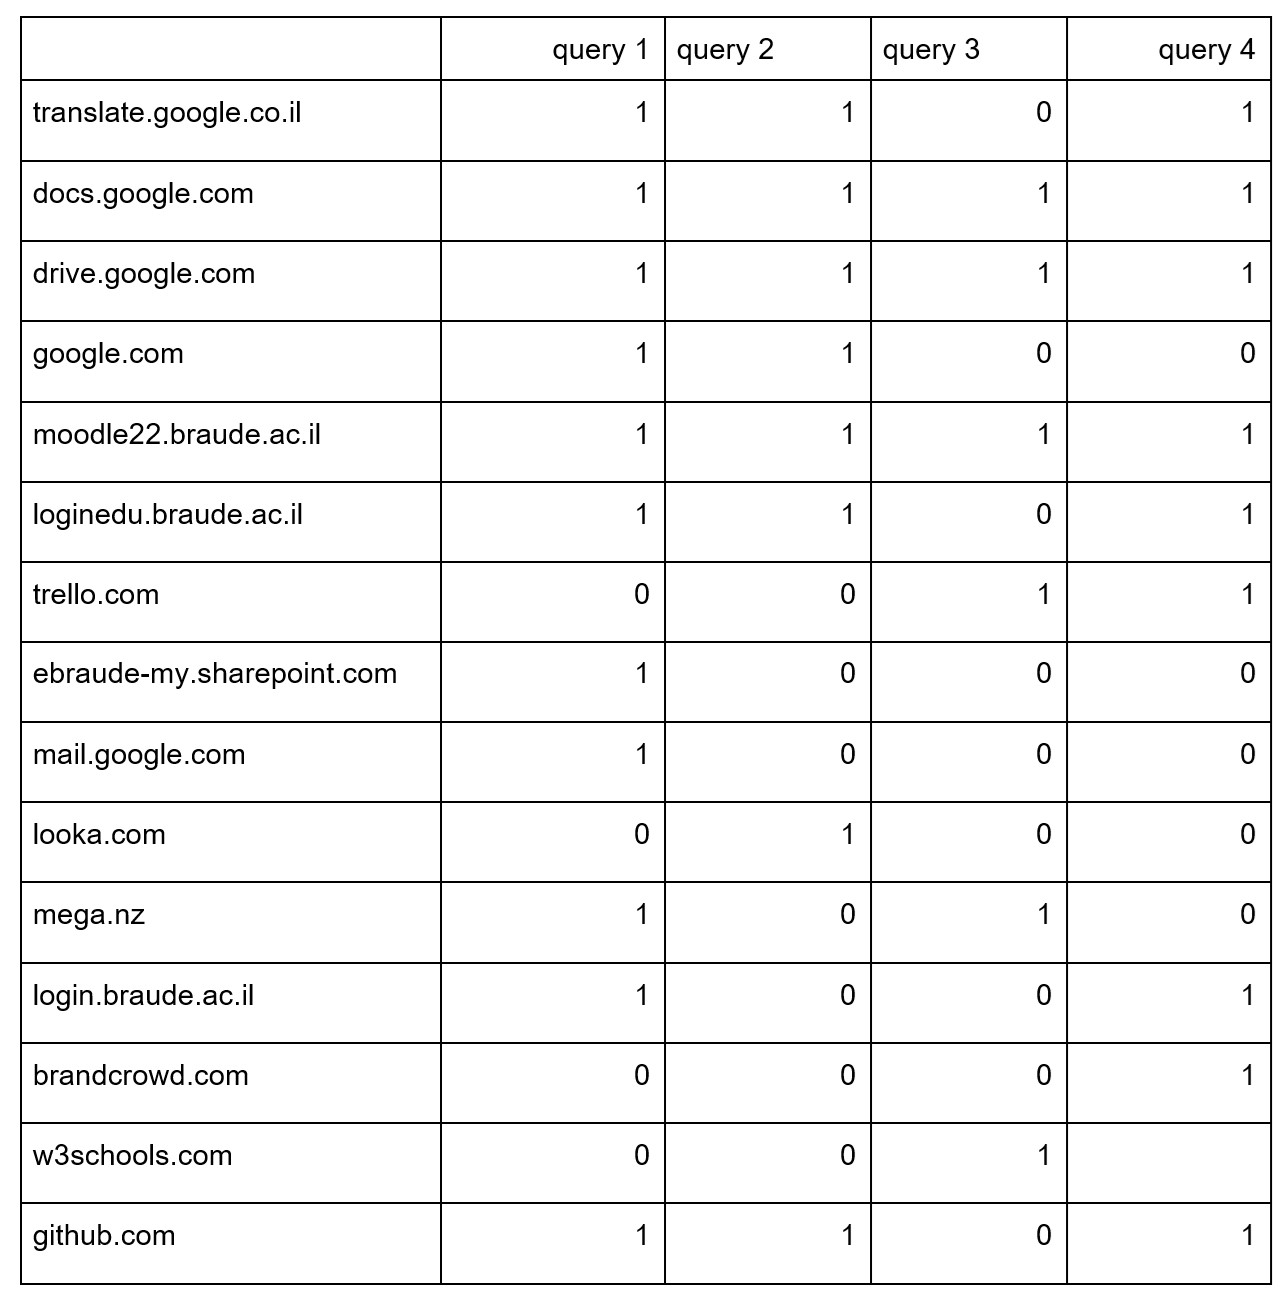 query 1 query 2 query 3 query 4
translate.google.co.il 1 1 0 1
docs.google.com 1 1 1 1
drive.google.com 1 1 1 1
google.com 1 1 0 0
moodle22.braude.ac.il 1 1 1 1
loginedu.braude.ac.il 1 1 0 1
trello.com 0 0 1 1
ebraude-my.sharepoint.com 1 0 0 0
mail.google.com 1 0 0 0
looka.com 0 1 0 0
mega.nz 1 0 1 0
login.braude.ac.il 1 0 0 1
brandcrowd.com 0 0 0 1
w3schools.com 0 0 1
github.com 1 1 0 1